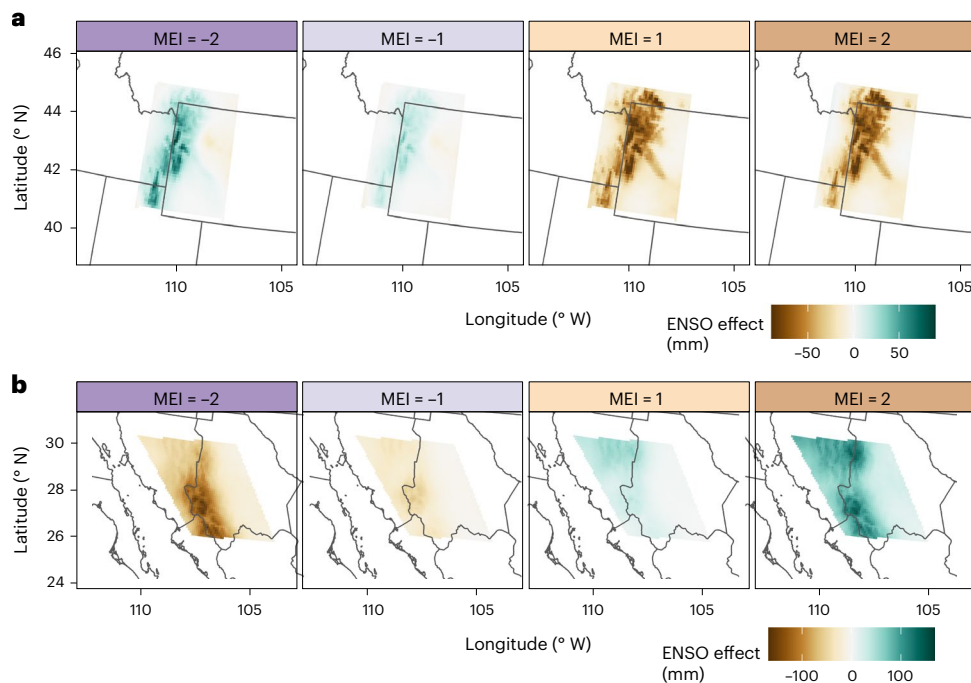 a
MEI = –2 MEI = –1 MEI = 1 MEI = 2
46
44
42
40
Latitude (° N)
110 105 110 105 110 105 110 105
Longitude (° W)
ENSO effect
(mm)
–50 0 50
b
MEI = –2 MEI = –1 MEI = 1 MEI = 2
30
28
26
24
Latitude (° N)
110 105 110 105 110 105 110 105
Longitude (° W)
ENSO effect
(mm)
–100 0 100